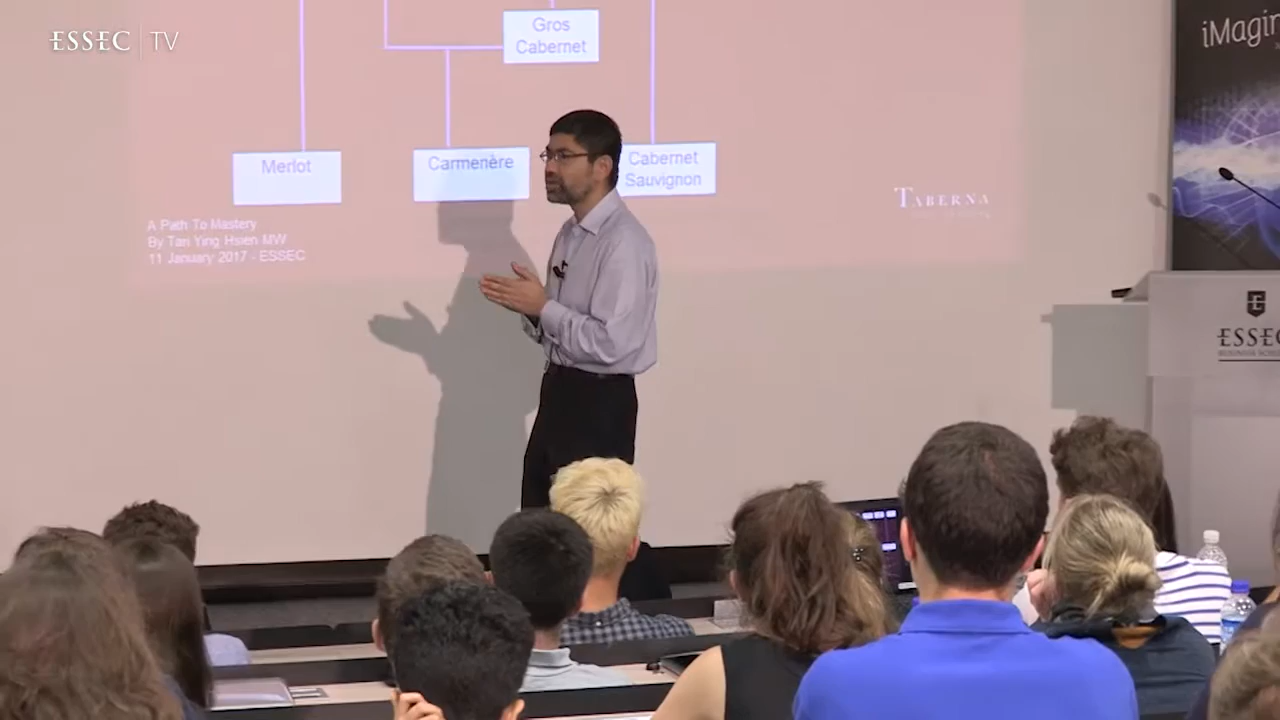 ESSEC TV
iMagin
Gros
Cabernet
Merlot
Carmenère
Cabernet
Sauvignon
TABERNA
A Path To Mastery
By Tan Ying Hsien MW
11 January 2017 - ESSEC
ESSEC